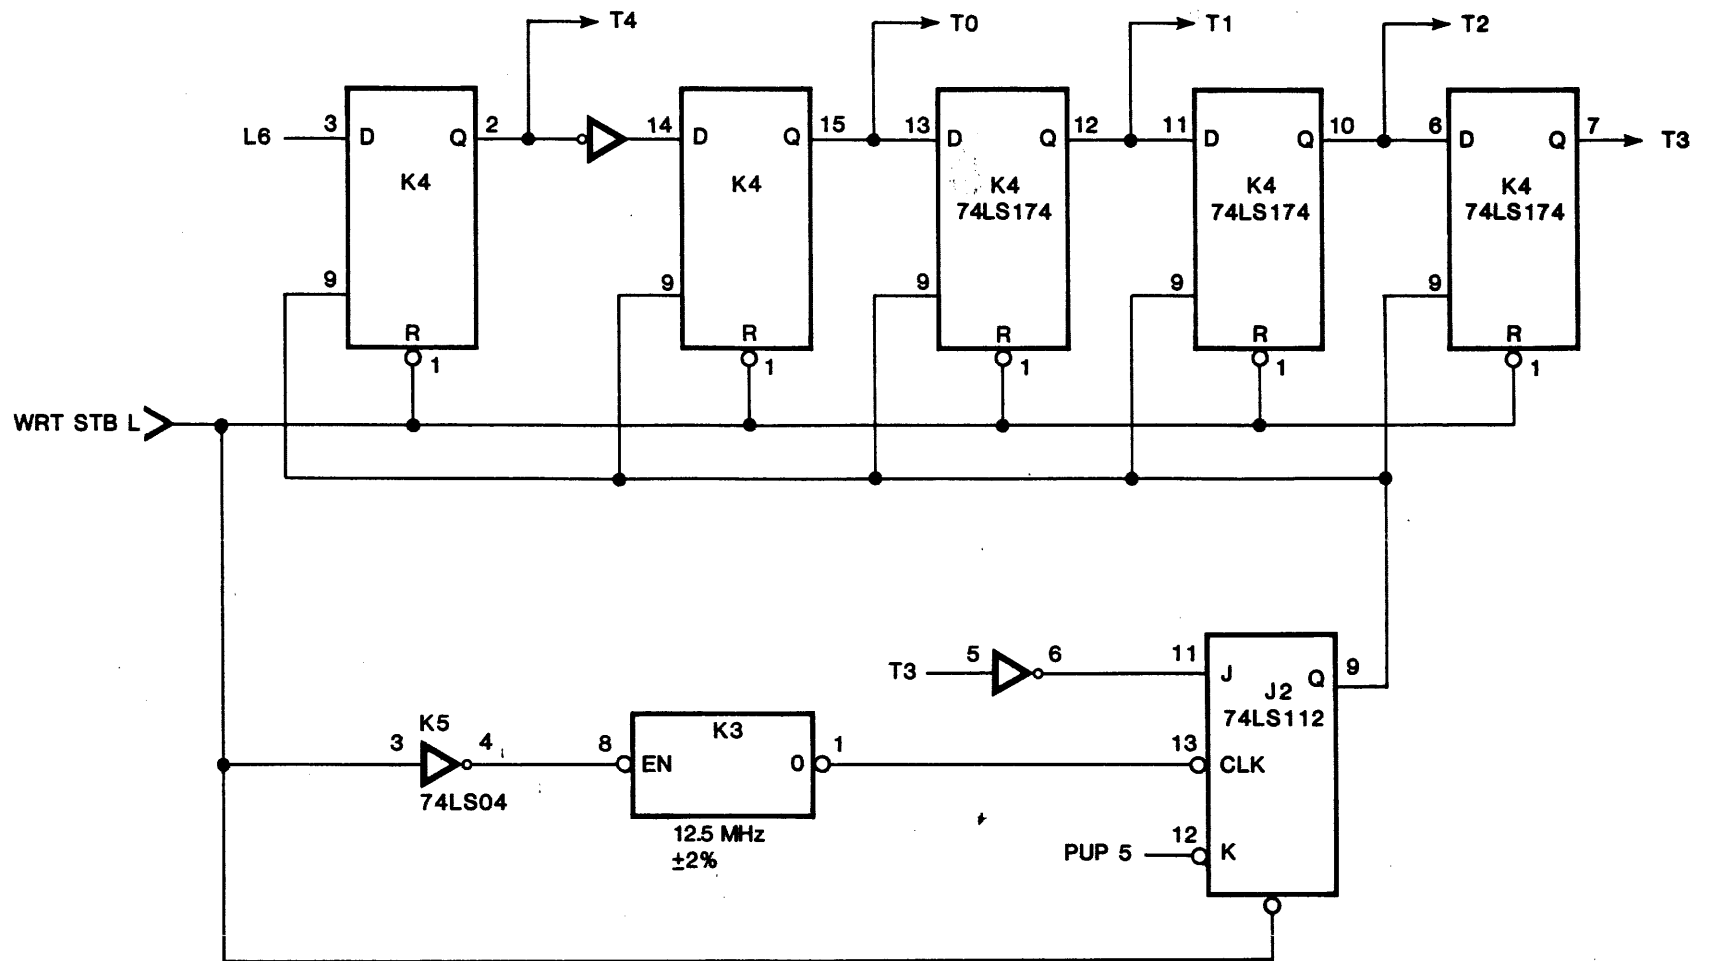 T4
T0
T1
T2
L6
3
D
Q
2
14
D
Q
15
13
D
Q
12
11
D
Q
10
6
D
Q
7
T3
K4
K4
K4
74LS174
K4
74LS174
K4
74LS174
9
9
9
9
9
R
R
R
R
R
1
1
1
1
1
WRT STB L
T3
5
6
11
J
Q
9
J2
74LS112
K5
3
4
74LS04
8
EN
K3
0
1
12.5 MHz
±2%
13
CLK
PUP 5
12
K